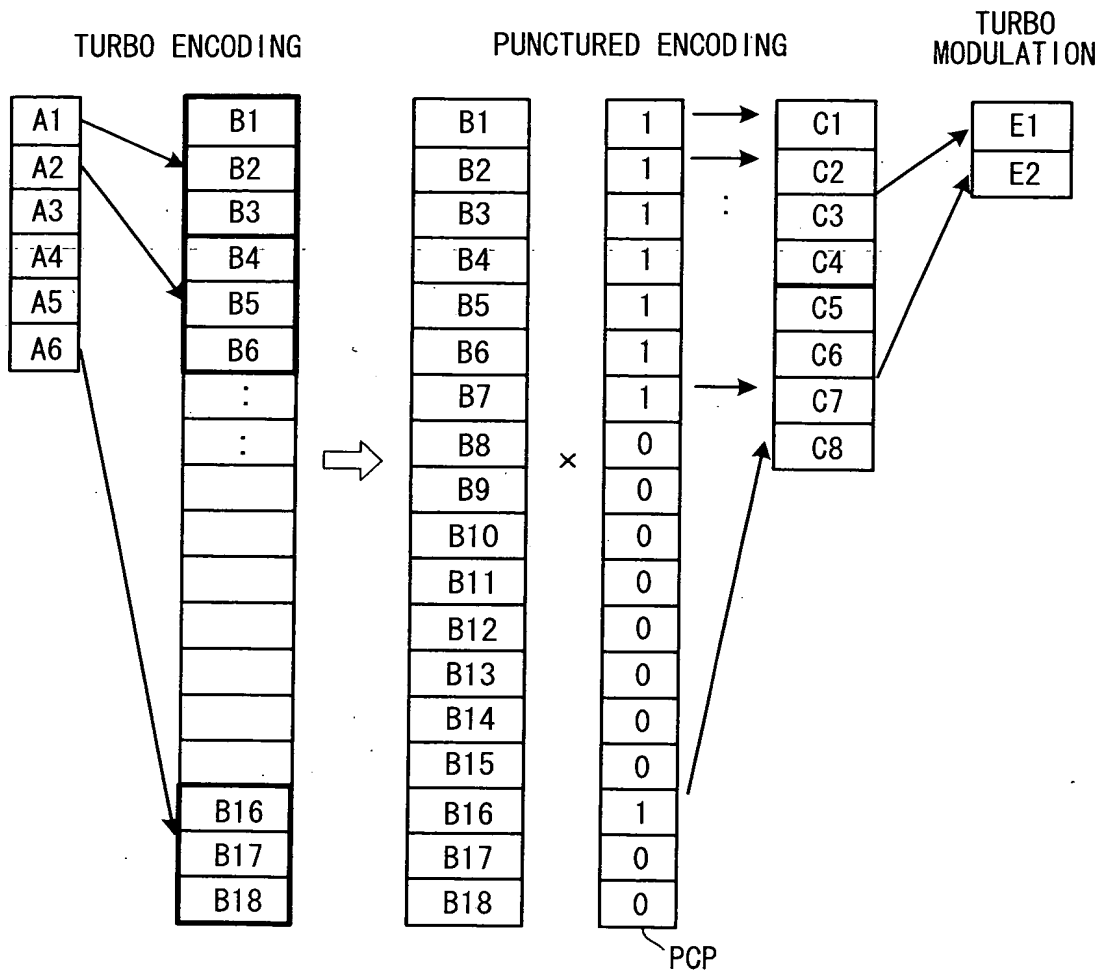 TURBO ENCODING
PUNCTURED ENCODING
TURBO
MODULATION
A1
A2
A3
A4
A5
A6
B1
B2
B3
B4
B5
B6
:
:
B16
B17
B18
B1
B2
B3
B4
B5
B6
B7
B8
B9
B10
B11
B12
B13
B14
B15
B16
B17
B18
×
1
1
1
1
1
1
1
0
0
0
0
0
0
0
0
1
0
0
PCP
:
C1
C2
C3
C4
C5
C6
C7
C8
E1
E2